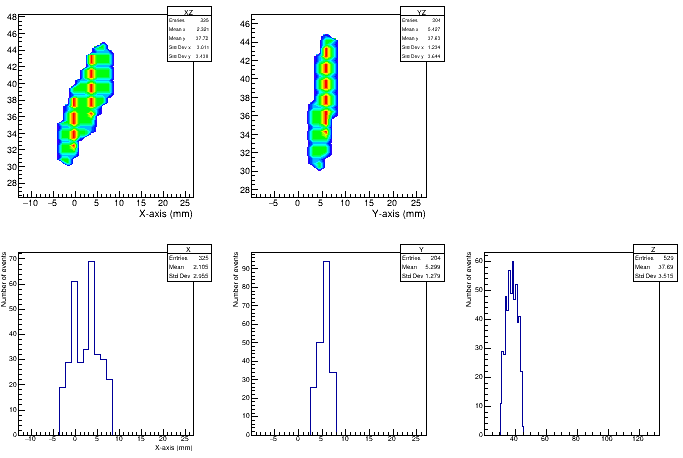 XZ
Entries 325
Mean x 2.321
Mean y 37.72
Std Dev x 3.011
Std Dev y 3.438
48
46
44
42
40
38
36
34
32
30
28
−10 −5 0 5 10 15 20 25
X-axis (mm)
YZ
Entries 204
Mean x 5.427
Mean y 37.63
Std Dev x 1.234
Std Dev y 3.644
46
44
42
40
38
36
34
32
30
28
−10 −5 0 5 10 15 20 25
Y-axis (mm)
X
Entries 325
Mean 2.105
Std Dev 2.955
Number of events
70
60
50
40
30
20
10
0
−10 −5 0 5 10 15 20 25
X-axis (mm)
Y
Entries 204
Mean 5.299
Std Dev 1.279
Number of events
90
80
70
60
50
40
30
20
10
0
−10 −5 0 5 10 15 20 25
Z
Entries 529
Mean 37.69
Std Dev 3.515
Number of events
60
50
40
30
20
10
0
40 60 80 100 120